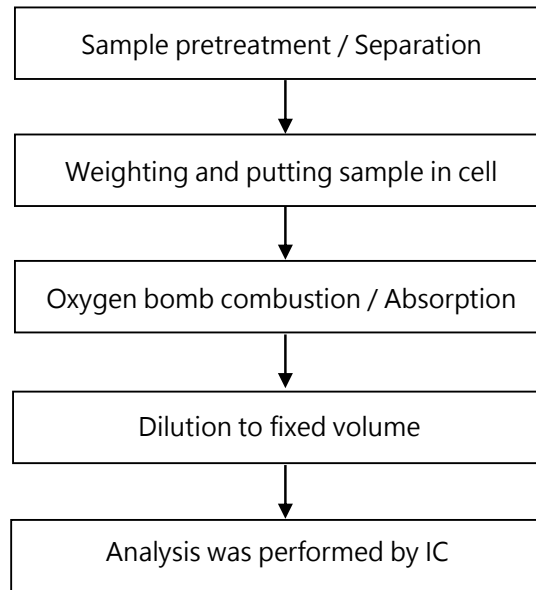 Sample pretreatment / Separation
Weighting and putting sample in cell
Oxygen bomb combustion / Absorption
Dilution to fixed volume
Analysis was performed by IC